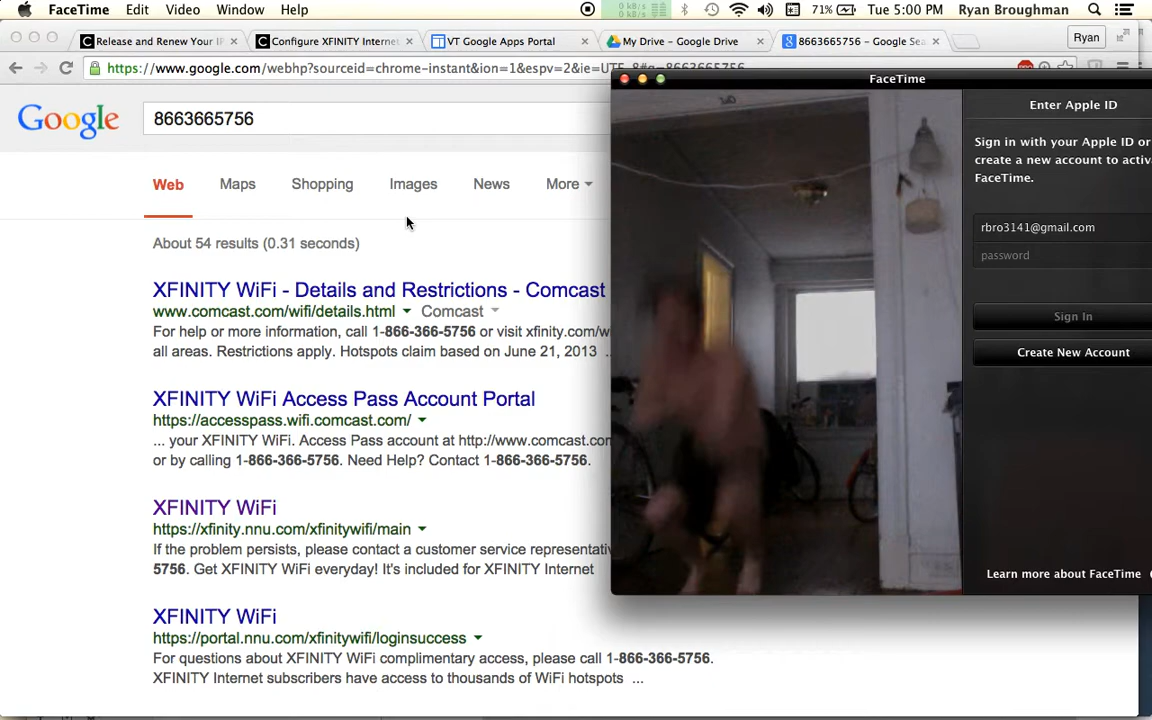 FaceTime Edit Video Window Help 0 kB/s 0 kB/s 71% Tue 5:00 PM Ryan Broughman
Release and Renew Your IP × Configure XFINITY Internet × VT Google Apps Portal × My Drive – Google Drive × 8663665756 – Google Sea × Ryan
https://www.google.com/webhp?sourceid=chrome-instant&ion=1&espv=2&ie=UTF-8#q=8663665756
Google 8663665756
Web Maps Shopping Images News More
About 54 results (0.31 seconds)
XFINITY WiFi - Details and Restrictions - Comcast
www.comcast.com/wifi/details.html Comcast
For help or more information, call 1-866-366-5756 or visit xfinity.com/w
all areas. Restrictions apply. Hotspots claim based on June 21, 2013 ..
XFINITY WiFi Access Pass Account Portal
https://accesspass.wifi.comcast.com/
... your XFINITY WiFi. Access Pass account at http://www.comcast.com
or by calling 1-866-366-5756. Need Help? Contact 1-866-366-5756.
XFINITY WiFi
https://xfinity.nnu.com/xfinitywifi/main
If the problem persists, please contact a customer service representati
5756. Get XFINITY WiFi everyday! It's included for XFINITY Internet
XFINITY WiFi
https://portal.nnu.com/xfinitywifi/loginsuccess
For questions about XFINITY WiFi complimentary access, please call 1-866-366-5756.
XFINITY Internet subscribers have access to thousands of WiFi hotspots ...
FaceTime
Enter Apple ID
Sign in with your Apple ID or
create a new account to activa
FaceTime.
rbro3141@gmail.com
password
Sign In
Create New Account
Learn more about FaceTime